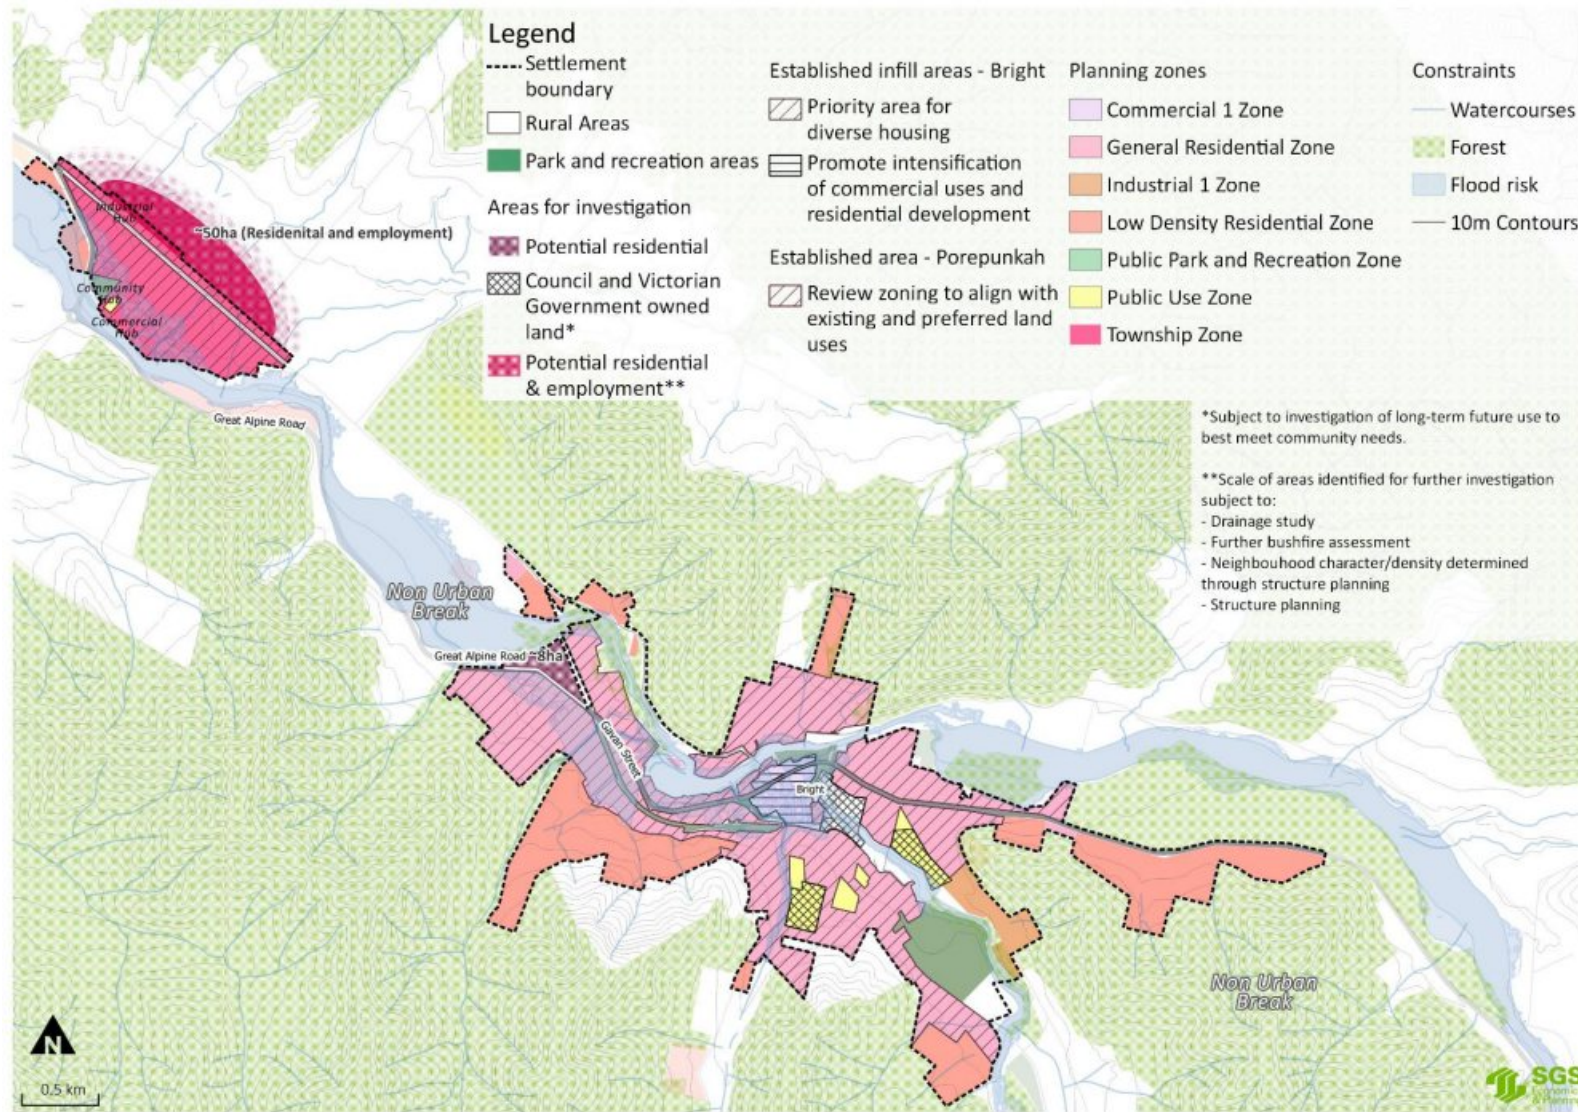 Legend
Settlement
boundary
Rural Areas
Park and recreation areas
Areas for investigation
Potential residential
Council and Victorian
Government owned
land*
Potential residential
& employment**
Established infill areas - Bright
Priority area for
diverse housing
Promote intensification
of commercial uses and
residential development
Established area - Porepunkah
Review zoning to align with
existing and preferred land
uses
Planning zones
Commercial 1 Zone
General Residential Zone
Industrial 1 Zone
Low Density Residential Zone
Public Park and Recreation Zone
Public Use Zone
Township Zone
Constraints
Watercourses
Forest
Flood risk
10m Contours
*Subject to investigation of long-term future use to
best meet community needs.
**Scale of areas identified for further investigation
subject to:
- Drainage study
- Further bushfire assessment
- Neighbouhood character/density determined
through structure planning
- Structure planning
Industrial
Hub
~50ha (Residenital and employment)
Community
Hub
Commercial
Hub
Great Alpine Road
Non Urban
Break
Great Alpine Road ~8ha
Gavan Street
Bright
Non Urban
Break
N
0.5 km
SGS
Economics
& Planning